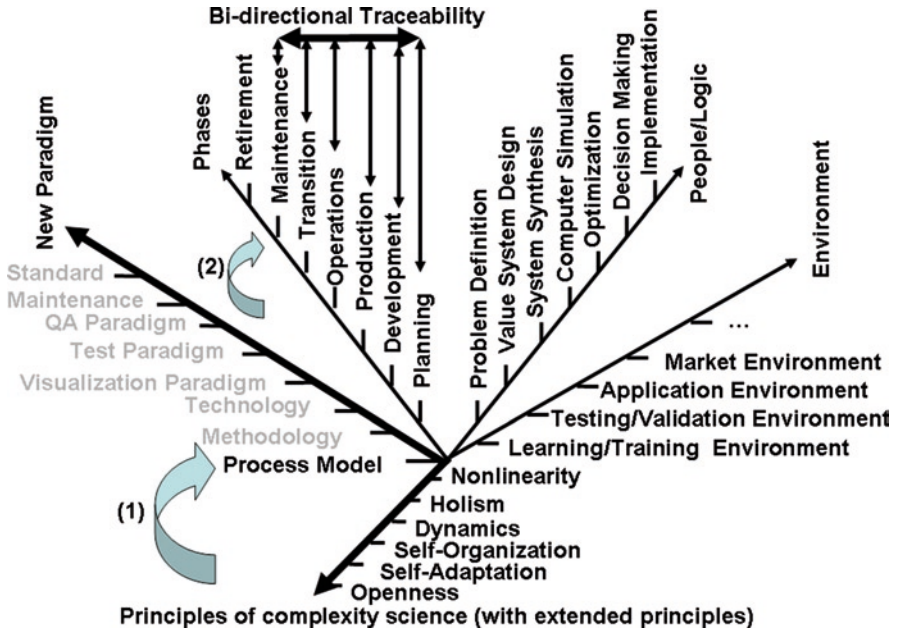 Bi-directional Traceability
New Paradigm
Standard
Maintenance
QA Paradigm
Test Paradigm
Visualization Paradigm
Technology
Methodology
Process Model
Phases
Retirement
Maintenance
Transition
Operations
Production
Development
Planning
Problem Definition
Value System Design
System Synthesis
Computer Simulation
Optimization
Decision Making
Implementation
People/Logic
Environment
...
Market Environment
Application Environment
Testing/Validation Environment
Learning/Training Environment
(2)
(1)
Nonlinearity
Holism
Dynamics
Self-Organization
Self-Adaptation
Openness
Principles of complexity science (with extended principles)